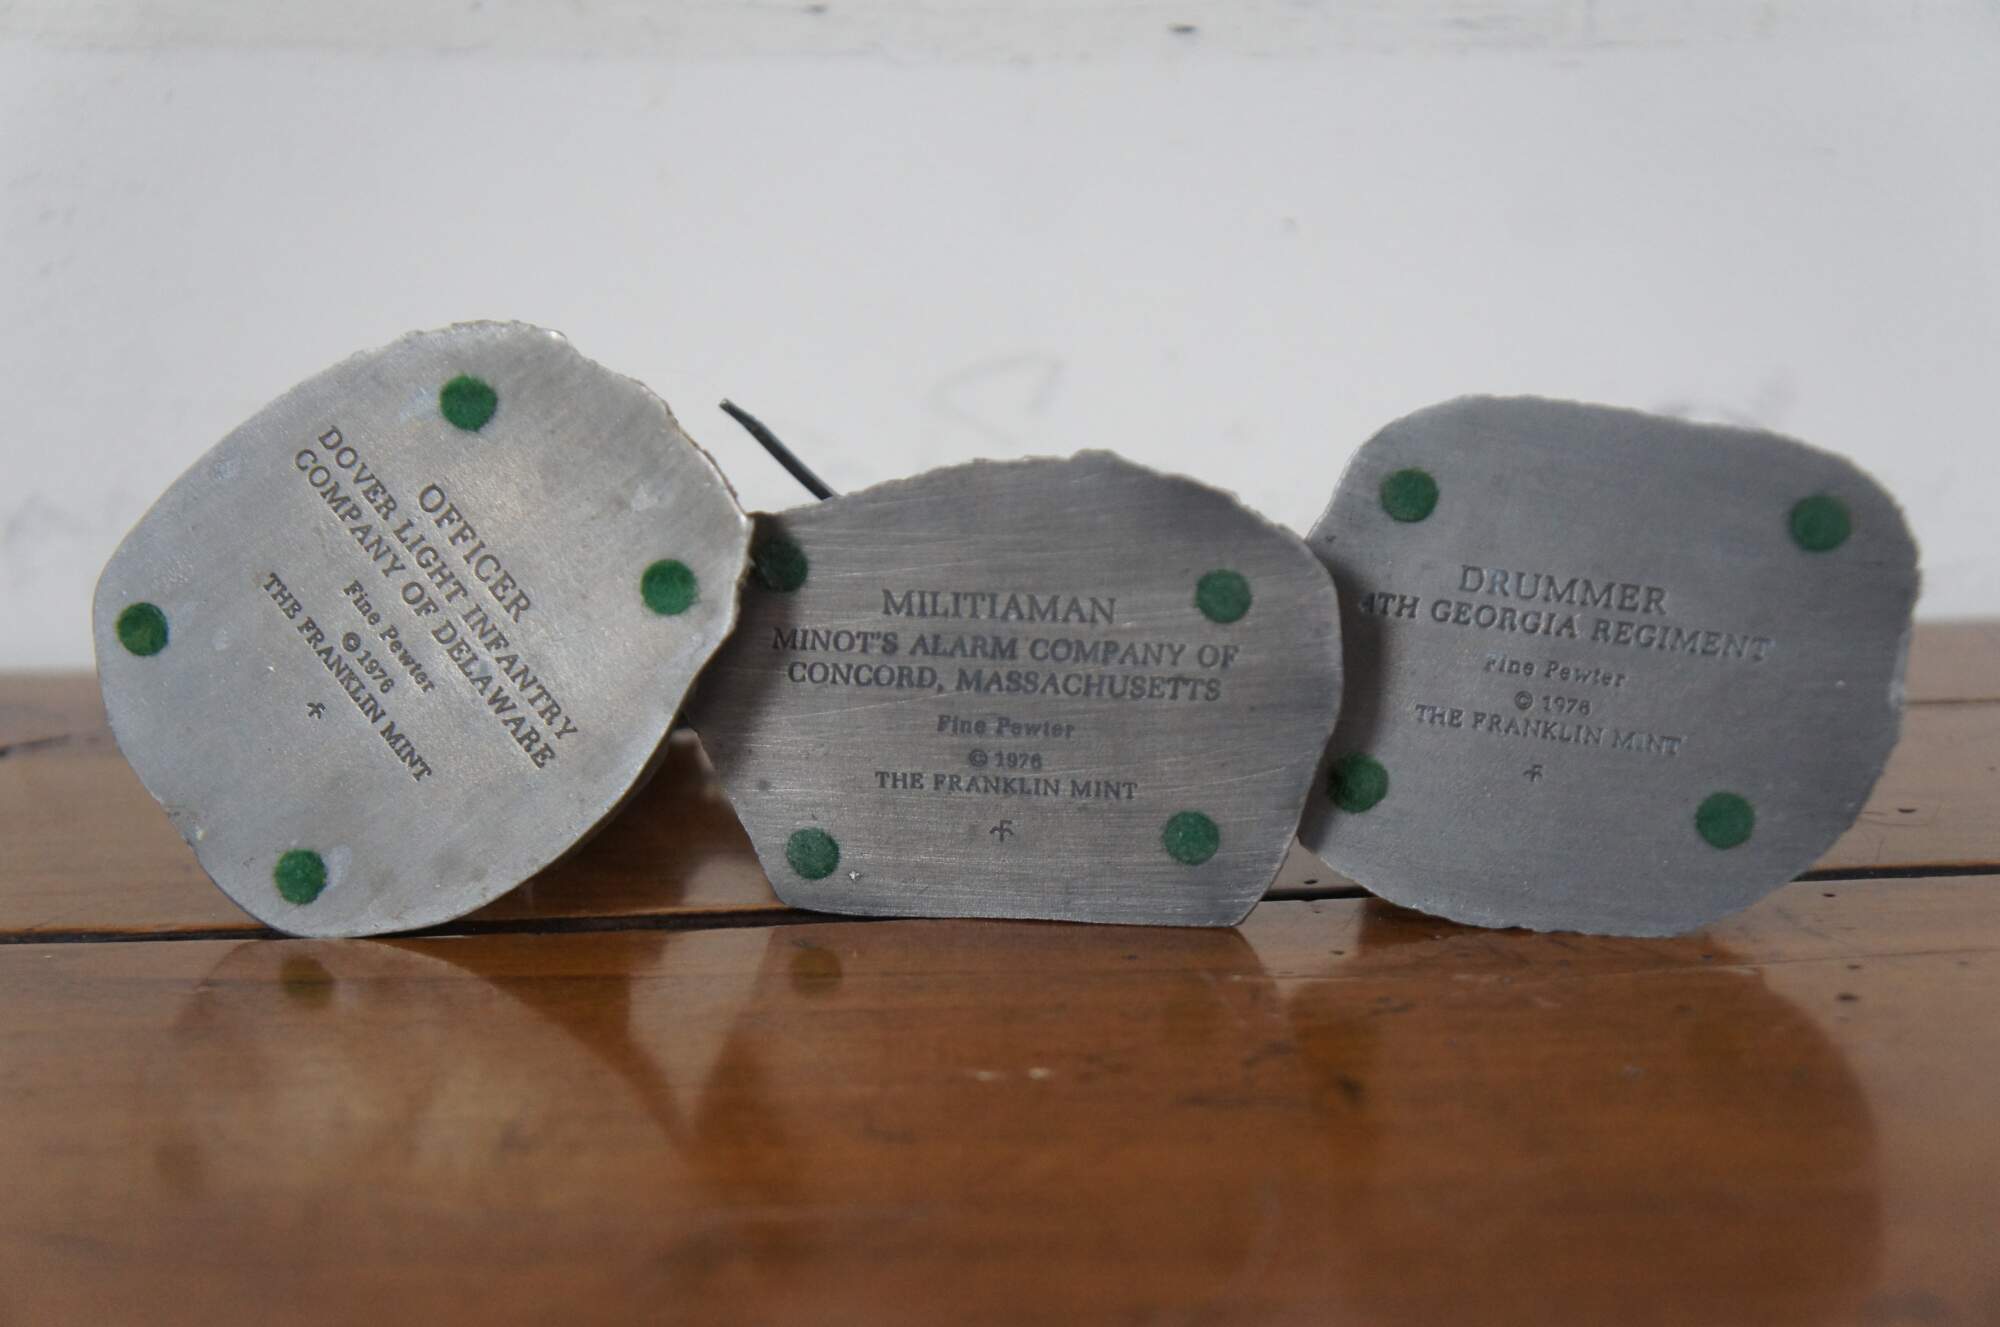 OFFICER
DOVER LIGHT INFANTRY
COMPANY OF DELAWARE
Fine Pewter
© 1976
THE FRANKLIN MINT
MILITIAMAN
MINOT'S ALARM COMPANY OF
CONCORD, MASSACHUSETTS
Fine Pewter
© 1976
THE FRANKLIN MINT
DRUMMER
4TH GEORGIA REGIMENT
Fine Pewter
© 1976
THE FRANKLIN MINT